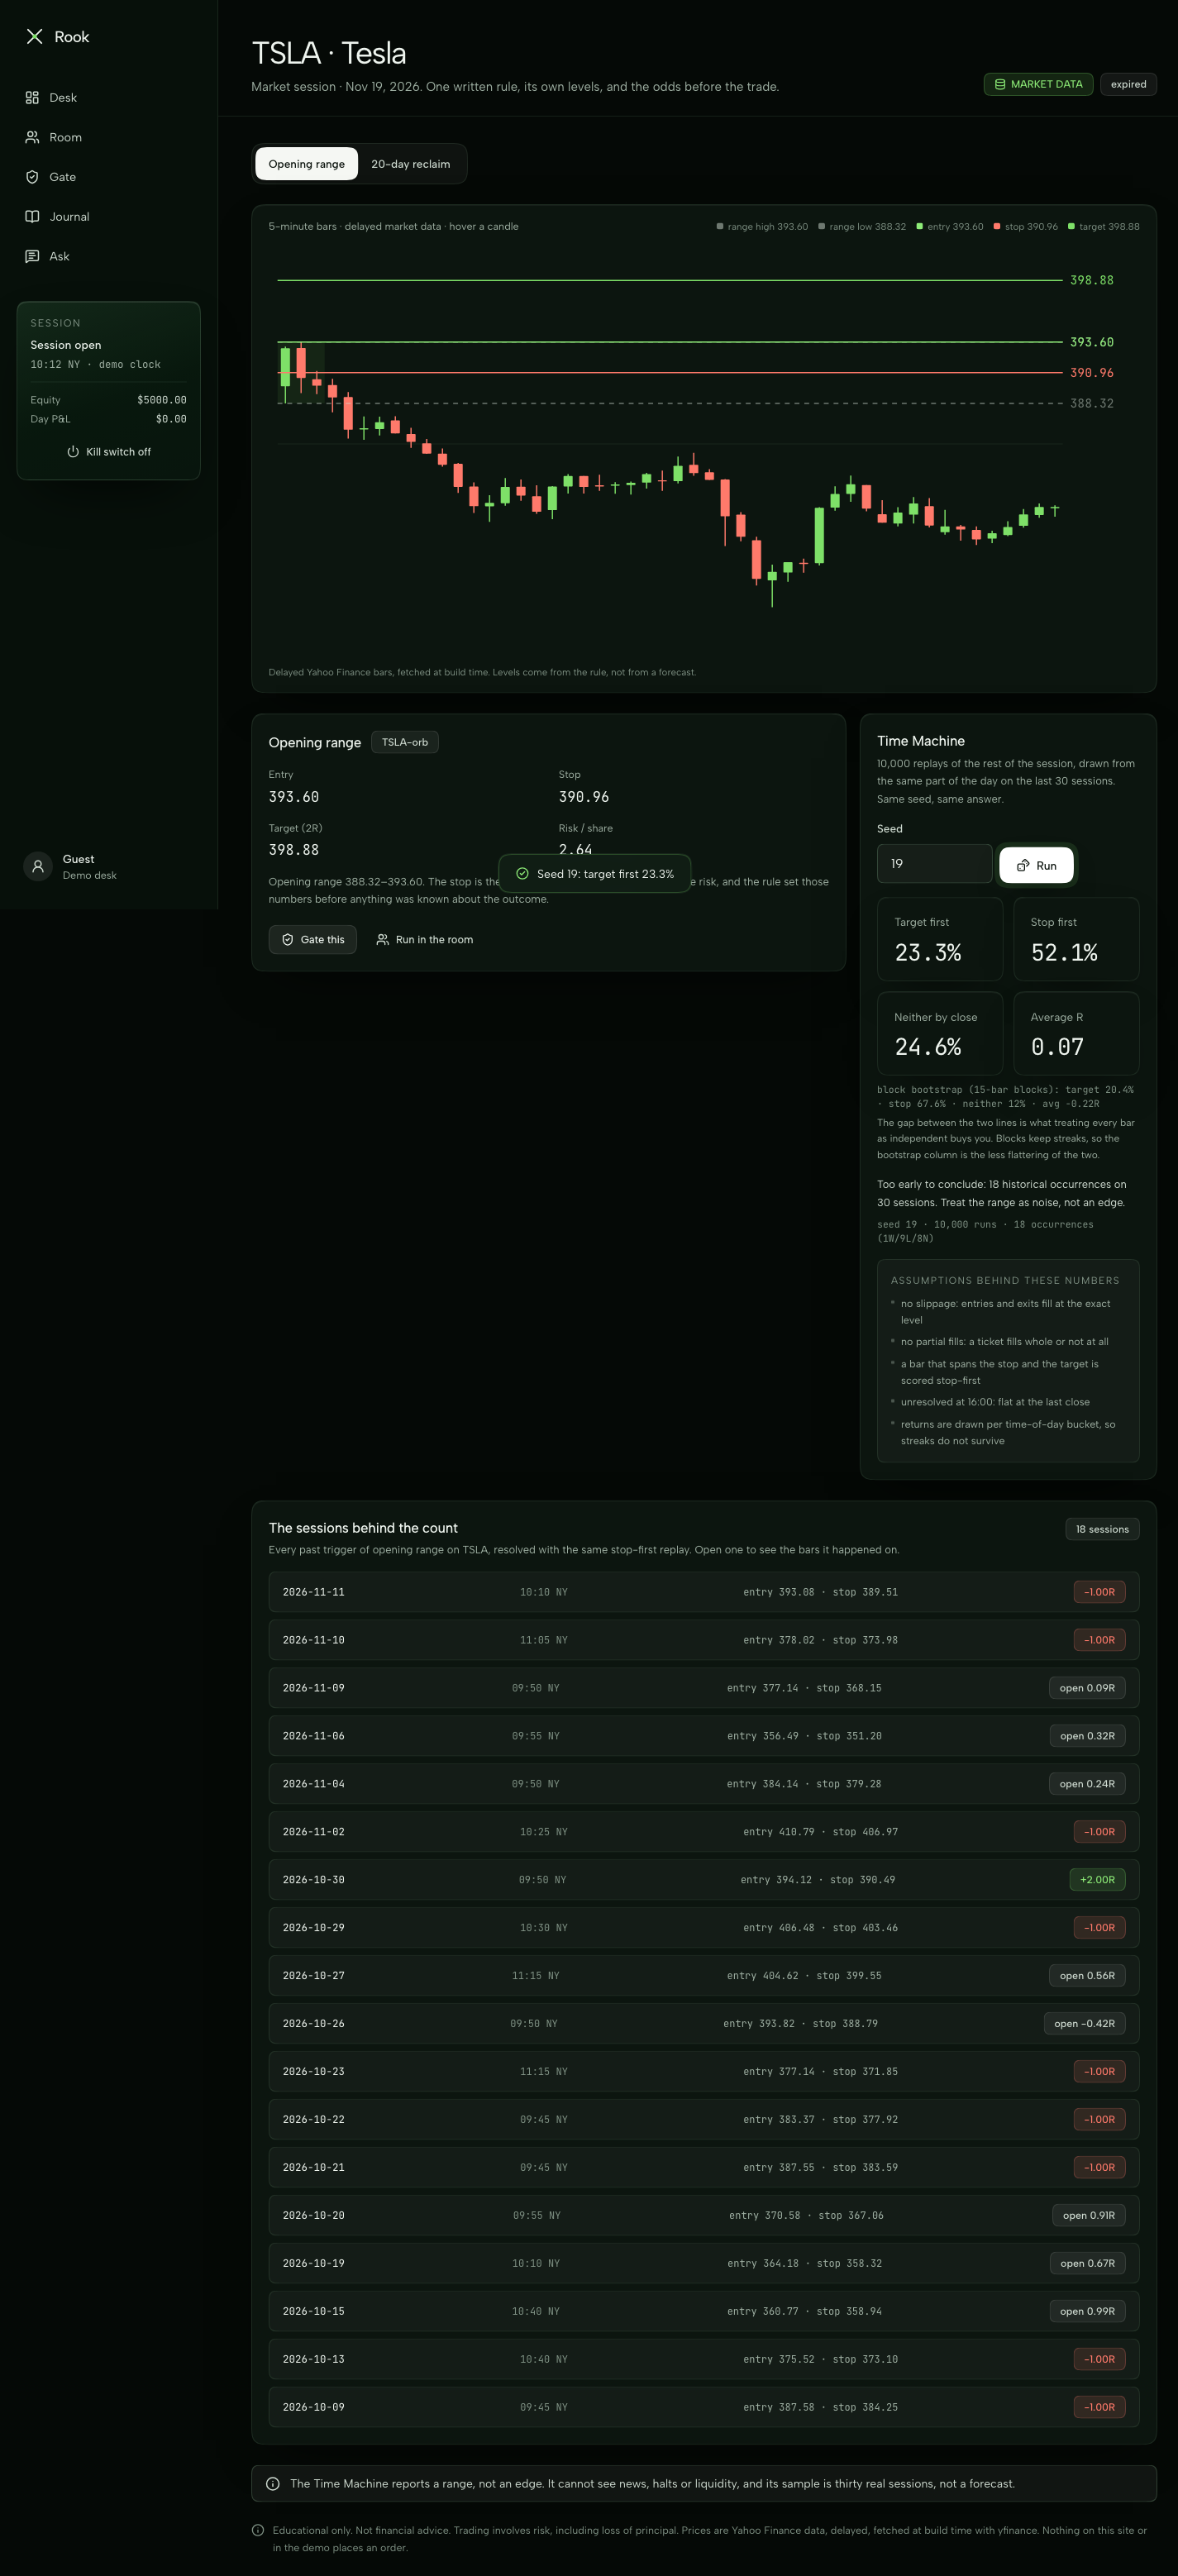 Rook
Desk
Room
Gate
Journal
Ask
SESSION
Session open
10:12 NY · demo clock
Equity $5000.00
Day P&L $0.00
Kill switch off
Guest
Demo desk
TSLA · Tesla
Market session · Nov 19, 2026. One written rule, its own levels, and the odds before the trade.
MARKET DATA
expired
Opening range
20-day reclaim
5-minute bars · delayed market data · hover a candle
range high 393.60
range low 388.32
entry 393.60
stop 390.96
target 398.88
398.88
393.60
390.96
388.32
Delayed Yahoo Finance bars, fetched at build time. Levels come from the rule, not from a forecast.
Opening range
TSLA-orb
Entry
393.60
Stop
390.96
Target (2R)
398.88
Risk / share
2.64
Opening range 388.32–393.60. The stop is the
e risk, and the rule set those
numbers before anything was known about the outcome.
Seed 19: target first 23.3%
Gate this
Run in the room
Time Machine
10,000 replays of the rest of the session, drawn from
the same part of the day on the last 30 sessions.
Same seed, same answer.
Seed
19
Run
Target first
23.3%
Stop first
52.1%
Neither by close
24.6%
Average R
0.07
block bootstrap (15-bar blocks): target 20.4%
· stop 67.6% · neither 12% · avg -0.22R
The gap between the two lines is what treating every bar
as independent buys you. Blocks keep streaks, so the
bootstrap column is the less flattering of the two.
Too early to conclude: 18 historical occurrences on
30 sessions. Treat the range as noise, not an edge.
seed 19 · 10,000 runs · 18 occurrences
(1W/9L/8N)
ASSUMPTIONS BEHIND THESE NUMBERS
* no slippage: entries and exits fill at the exact
level
* no partial fills: a ticket fills whole or not at all
* a bar that spans the stop and the target is
scored stop-first
* unresolved at 16:00: flat at the last close
* returns are drawn per time-of-day bucket, so
streaks do not survive
The sessions behind the count
18 sessions
Every past trigger of opening range on TSLA, resolved with the same stop-first replay. Open one to see the bars it happened on.
2026-11-11 10:10 NY entry 393.08 · stop 389.51 -1.00R
2026-11-10 11:05 NY entry 378.02 · stop 373.98 -1.00R
2026-11-09 09:50 NY entry 377.14 · stop 368.15 open 0.09R
2026-11-06 09:55 NY entry 356.49 · stop 351.20 open 0.32R
2026-11-04 09:50 NY entry 384.14 · stop 379.28 open 0.24R
2026-11-02 10:25 NY entry 410.79 · stop 406.97 -1.00R
2026-10-30 09:50 NY entry 394.12 · stop 390.49 +2.00R
2026-10-29 10:30 NY entry 406.48 · stop 403.46 -1.00R
2026-10-27 11:15 NY entry 404.62 · stop 399.55 open 0.56R
2026-10-26 09:50 NY entry 393.82 · stop 388.79 open -0.42R
2026-10-23 11:15 NY entry 377.14 · stop 371.85 -1.00R
2026-10-22 09:45 NY entry 383.37 · stop 377.92 -1.00R
2026-10-21 09:45 NY entry 387.55 · stop 383.59 -1.00R
2026-10-20 09:55 NY entry 370.58 · stop 367.06 open 0.91R
2026-10-19 10:10 NY entry 364.18 · stop 358.32 open 0.67R
2026-10-15 10:40 NY entry 360.77 · stop 358.94 open 0.99R
2026-10-13 10:40 NY entry 375.52 · stop 373.10 -1.00R
2026-10-09 09:45 NY entry 387.58 · stop 384.25 -1.00R
The Time Machine reports a range, not an edge. It cannot see news, halts or liquidity, and its sample is thirty real sessions, not a forecast.
Educational only. Not financial advice. Trading involves risk, including loss of principal. Prices are Yahoo Finance data, delayed, fetched at build time with yfinance. Nothing on this site or
in the demo places an order.